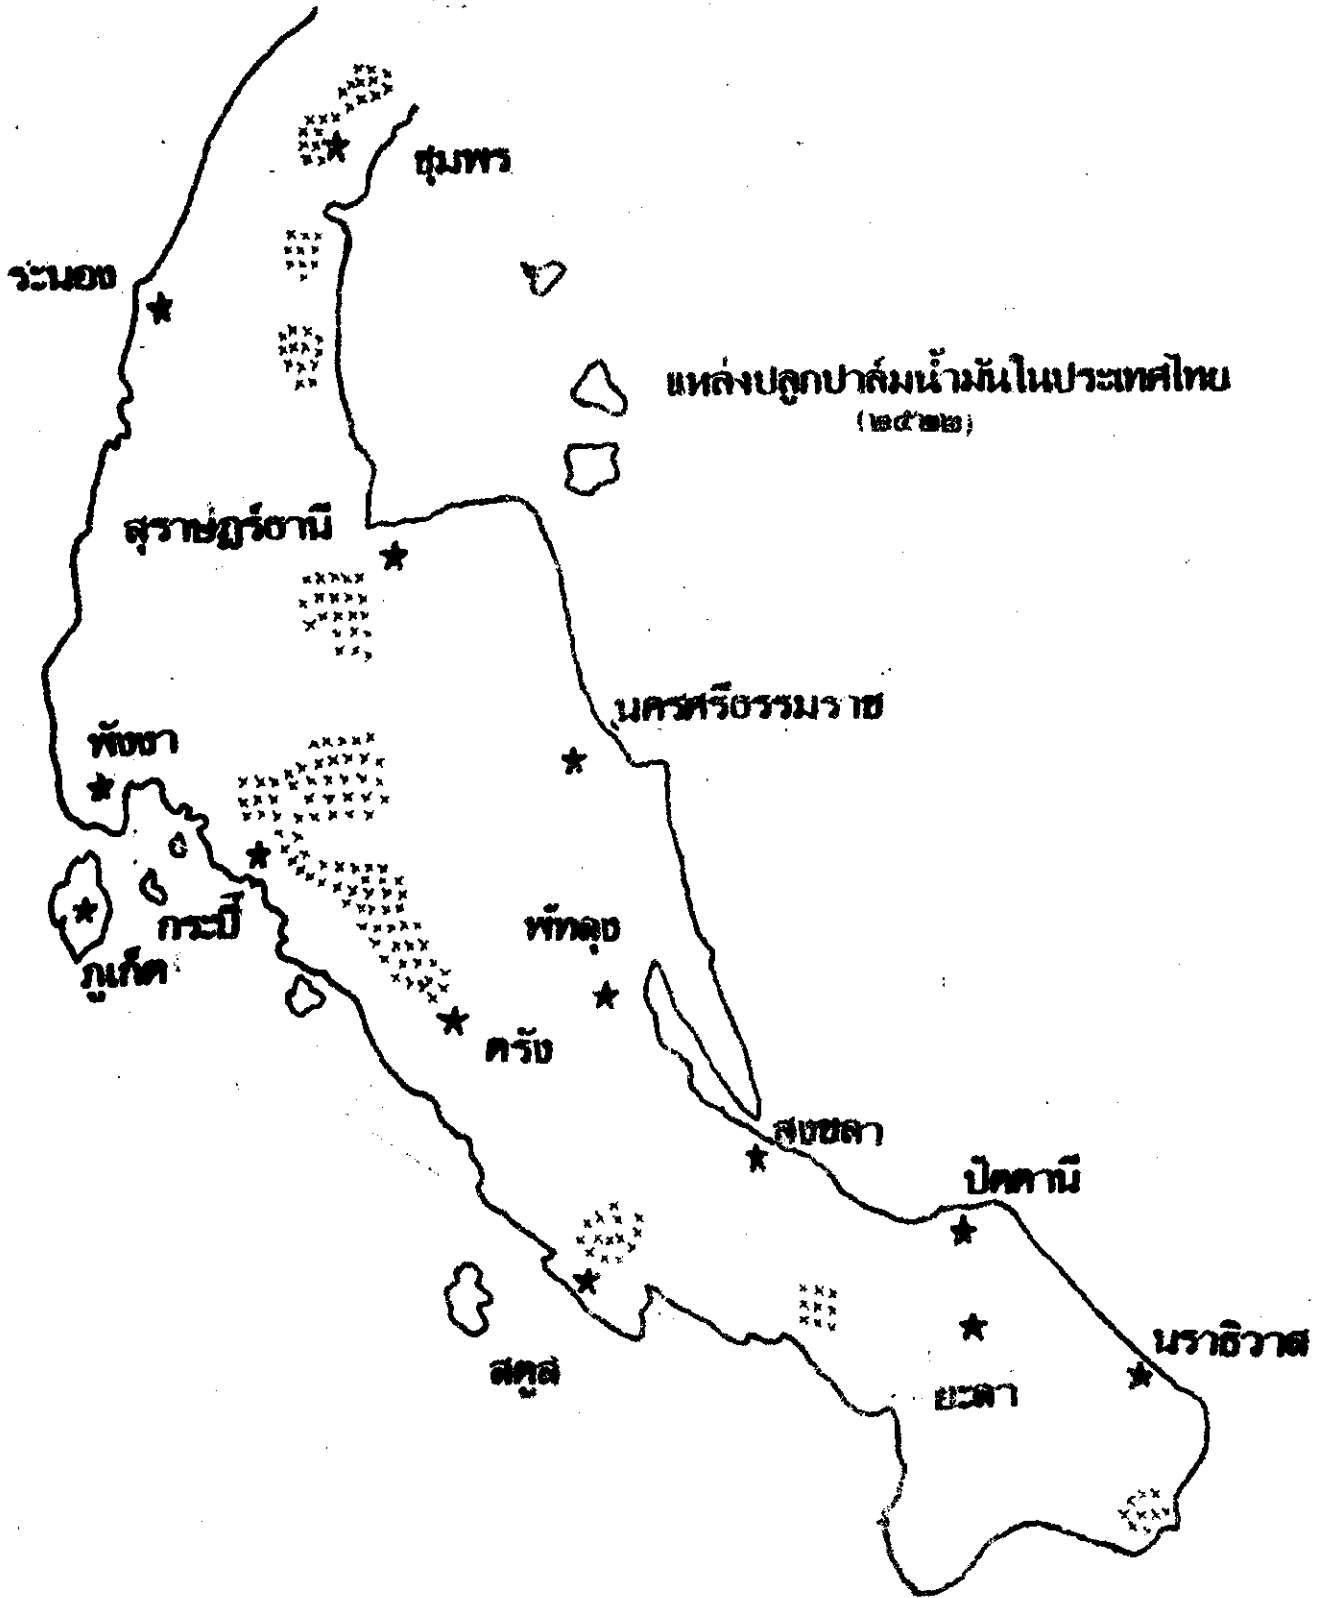 ชุมพร
ระนอง
แหล่งปลูกปาล์มน้ำมันในประเทศไทย
(๒๕๒๒)
สุราษฎร์ธานี
นครศรีธรรมราช
พังงา
กระบี่
พัทลุง
ภูเก็ต
ตรัง
สงขลา
ปัตตานี
นราธิวาส
สตูล
ยะลา